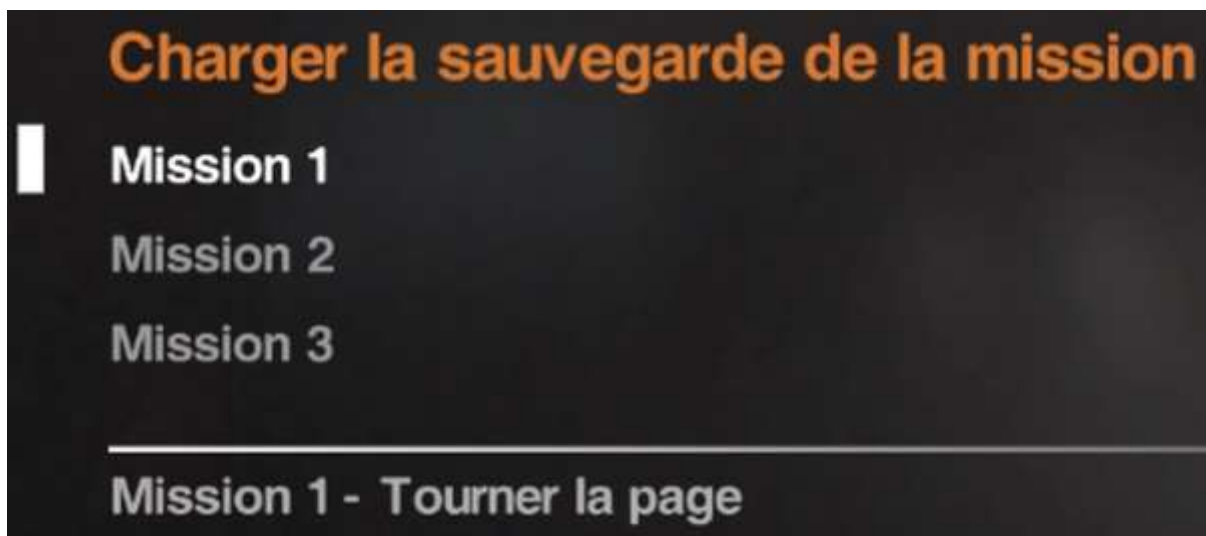 Charger la sauvegarde de la mission
Mission 1
Mission 2
Mission 3
Mission 1 - Tourner la page